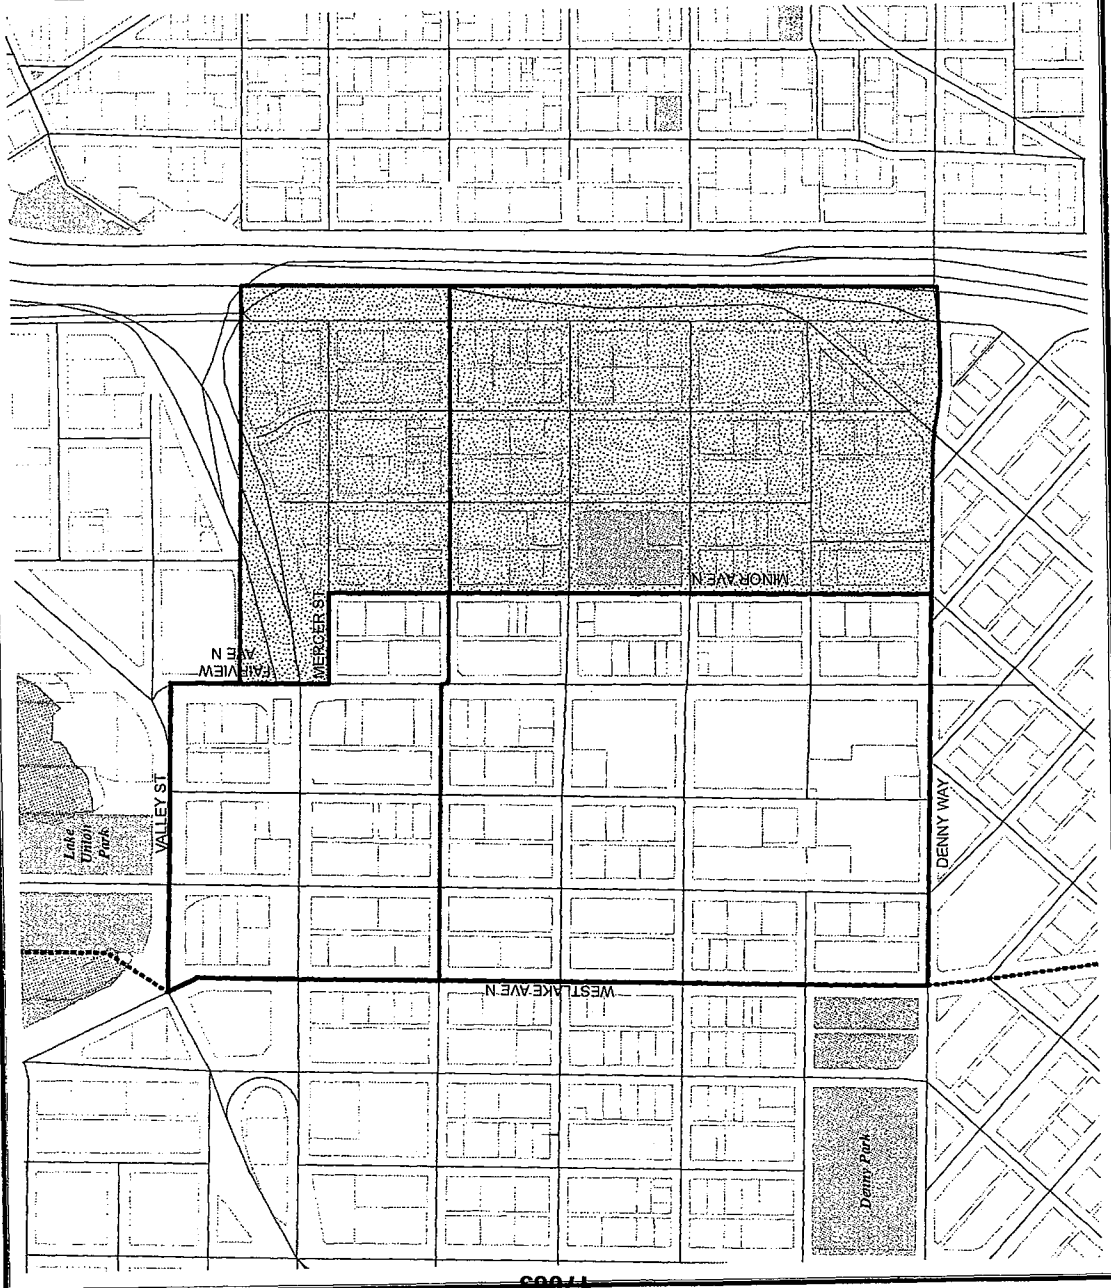 MINOR AVE N
MERCER ST
FAIRVIEW
AVE N
VALLEY ST
Lake
Union
Park
DENNY WAY
WESTLAKE AVE N
Denny Park